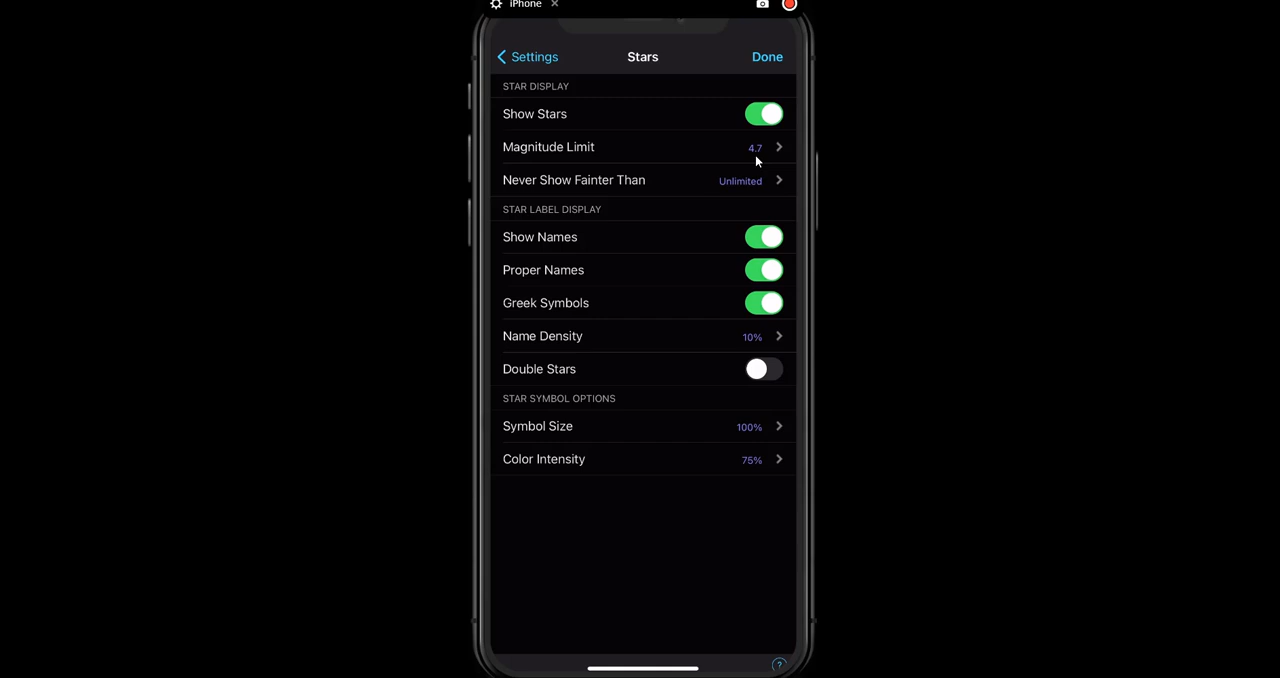 iPhone ×
Settings Stars Done
STAR DISPLAY
Show Stars
Magnitude Limit 4.7
Never Show Fainter Than Unlimited
STAR LABEL DISPLAY
Show Names
Proper Names
Greek Symbols
Name Density 10%
Double Stars
STAR SYMBOL OPTIONS
Symbol Size 100%
Color Intensity 75%
?